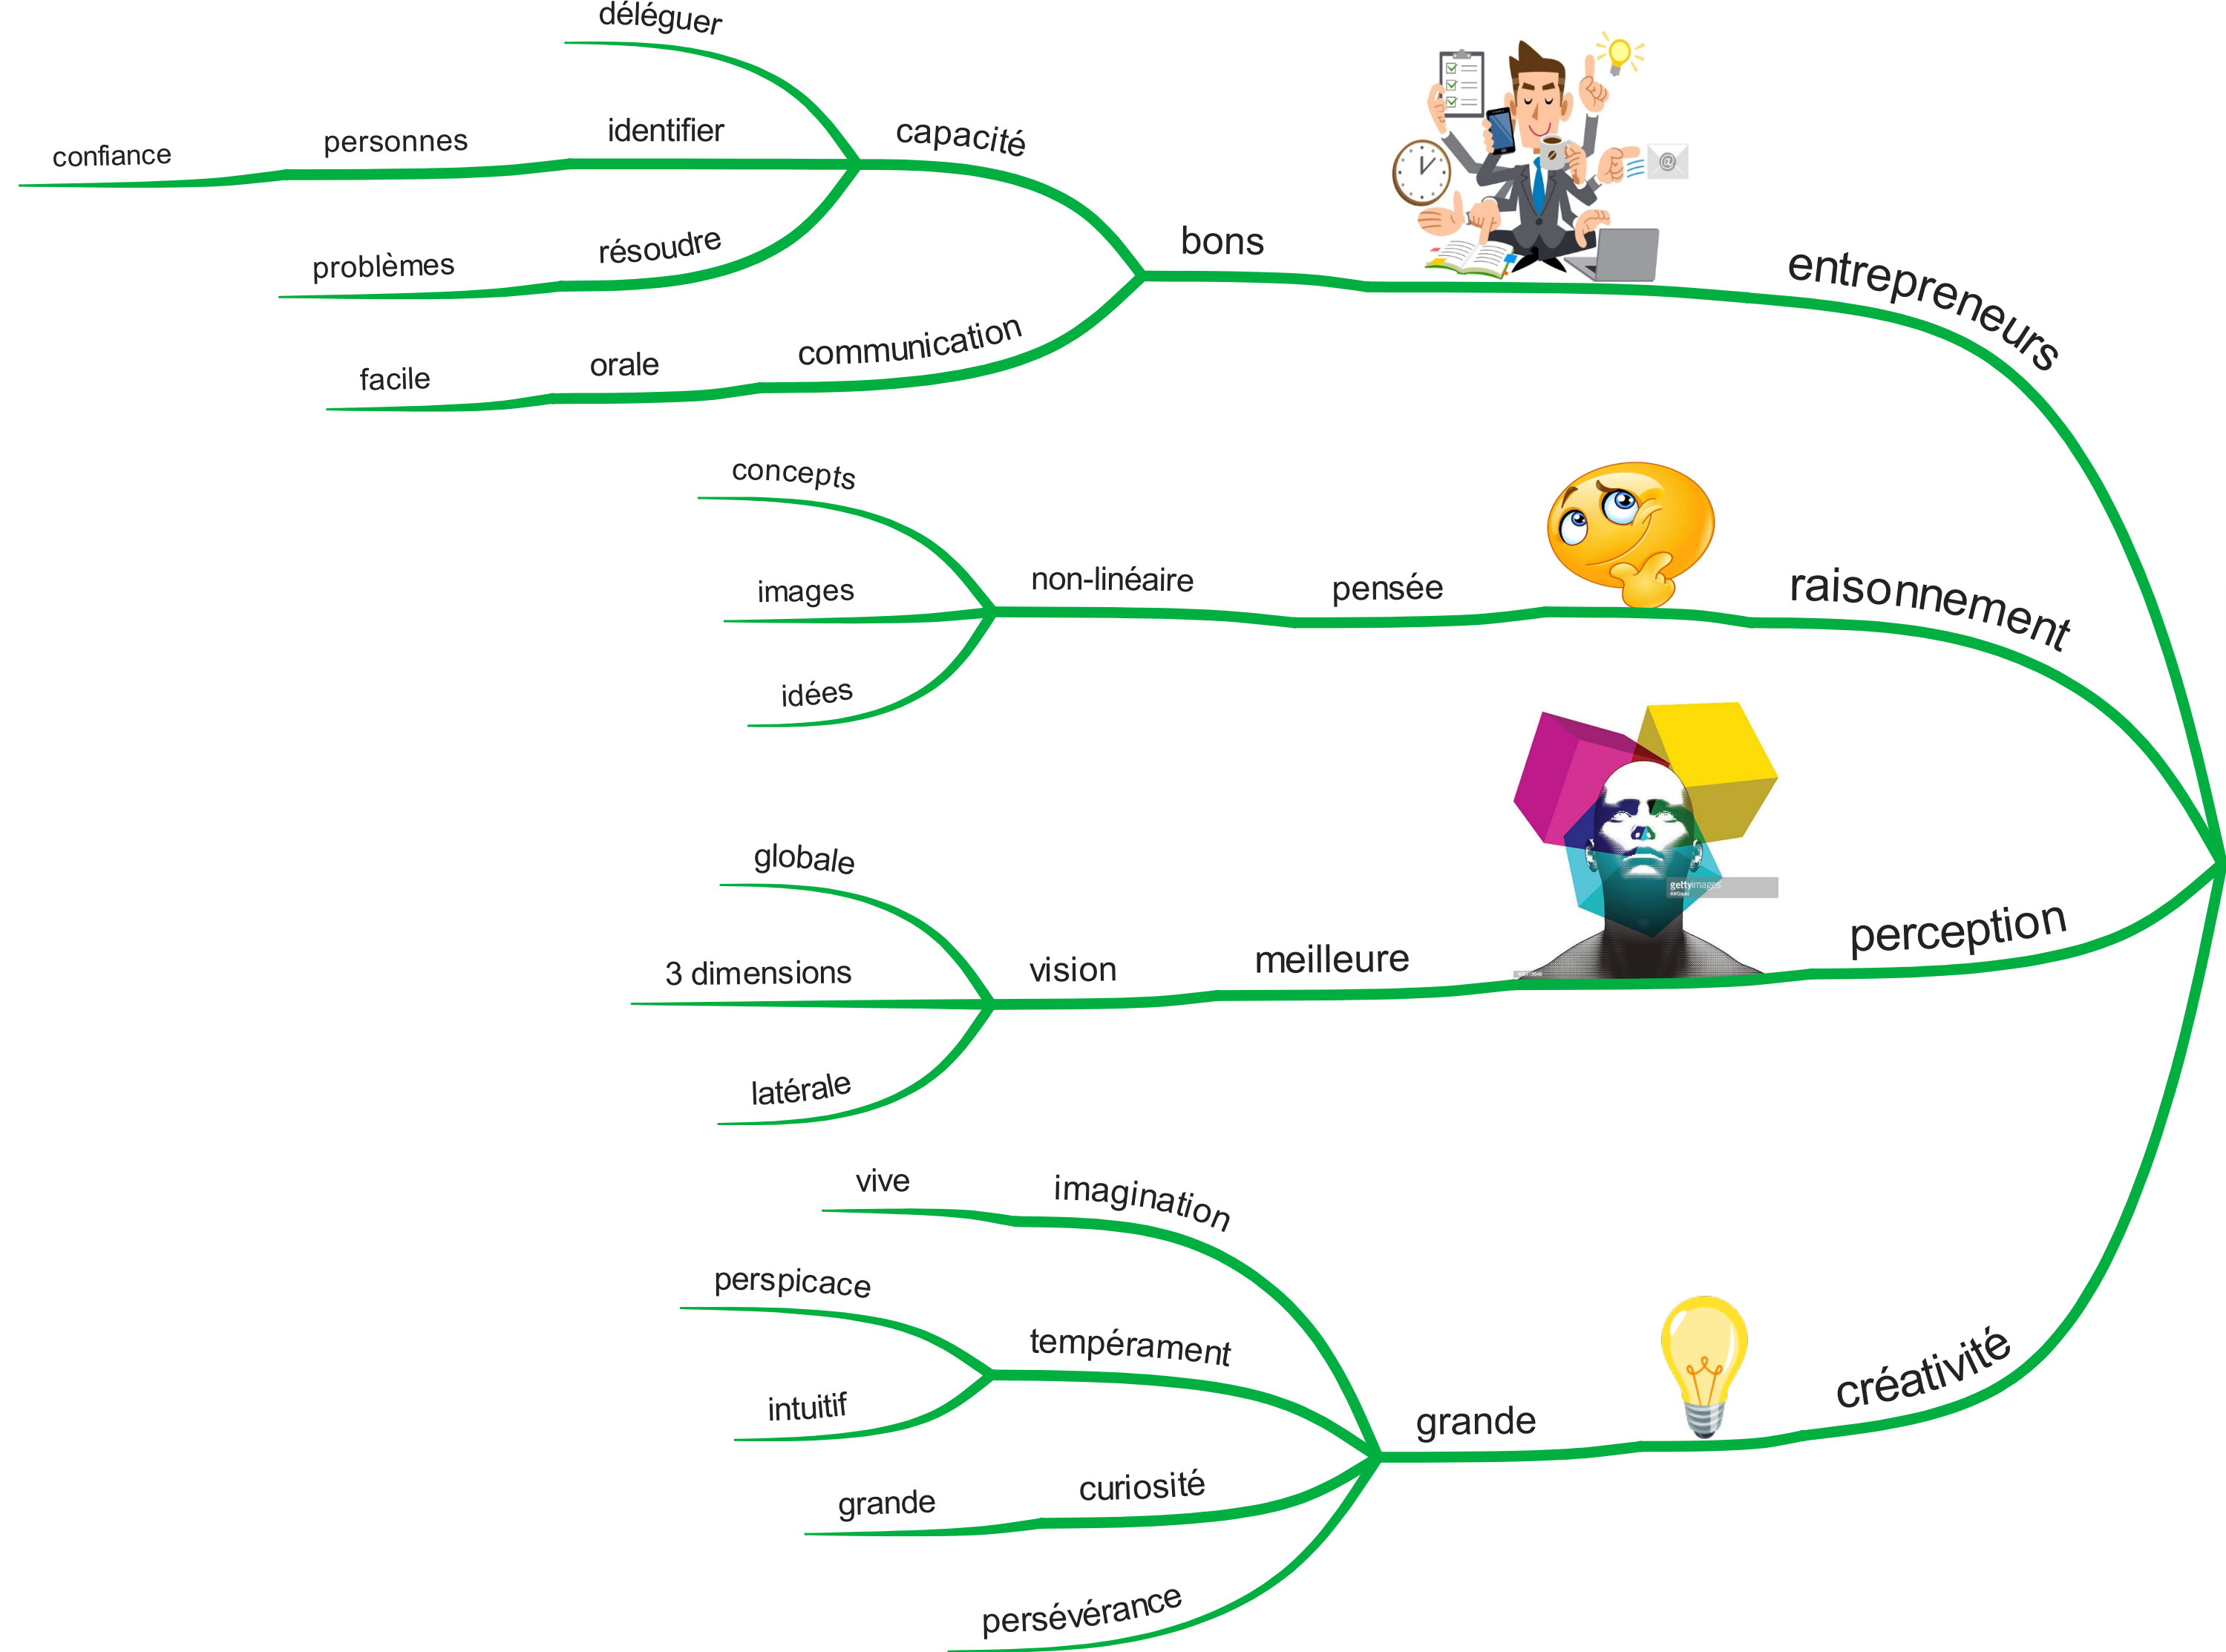 déléguer
confiance
personnes
identifier
capacité
problèmes
résoudre
bons
entrepreneurs
facile
orale
communication
concepts
images
non-linéaire
pensée
raisonnement
idées
globale
3 dimensions
vision
meilleure
perception
gettyimages
latérale
vive
imagination
perspicace
tempérament
intuitif
grande
créativité
grande
curiosité
persévérance
@